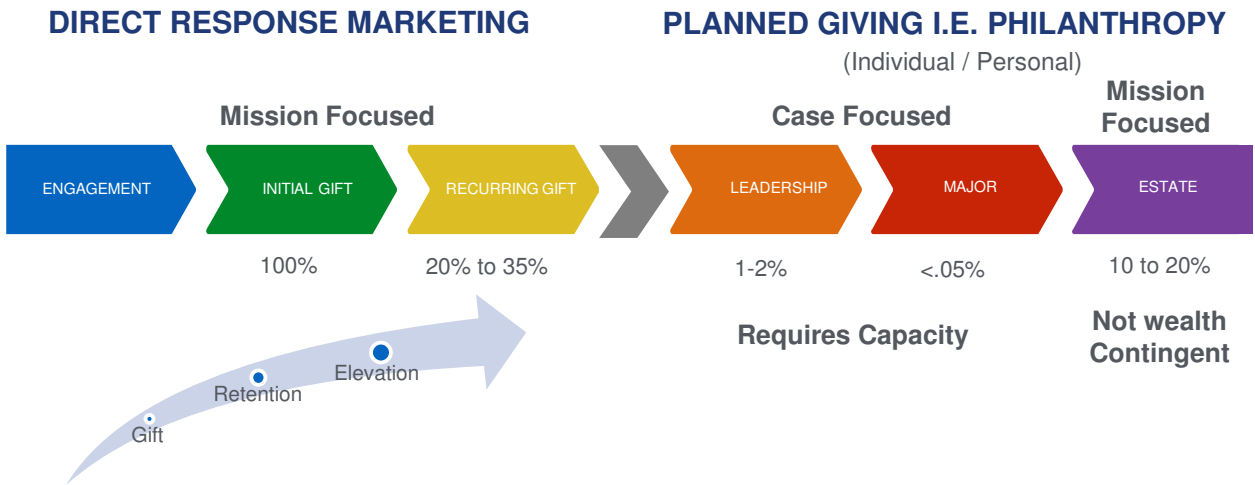 DIRECT RESPONSE MARKETING
PLANNED GIVING I.E. PHILANTHROPY
(Individual / Personal)
Mission Focused
Case Focused
Mission
Focused
ENGAGEMENT
INITIAL GIFT
RECURRING GIFT
LEADERSHIP
MAJOR
ESTATE
100%
20% to 35%
1-2%
<.05%
10 to 20%
Requires Capacity
Not wealth
Contingent
Elevation
Retention
Gift